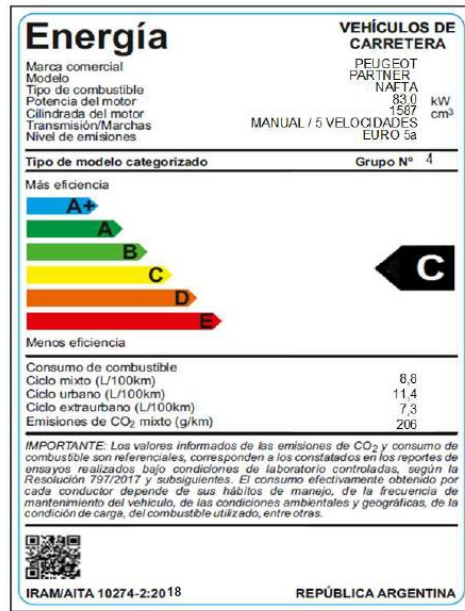 Energía
VEHÍCULOS DE
CARRETERA
Marca comercial PEUGEOT
Modelo PARTNER
Tipo de combustible NAFTA
Potencia del motor 83.0 kW
Cilindrada del motor 1587 cm³
Transmisión/Marchas MANUAL / 5 VELOCIDADES
Nivel de emisiones EURO 5a
Tipo de modelo categorizado Grupo Nº 4
Más eficiencia
A+
A
B
C
C
D
E
Menos eficiencia
Consumo de combustible
Ciclo mixto (L/100km) 8,8
Ciclo urbano (L/100km) 11,4
Ciclo extraurbano (L/100km) 7,3
Emisiones de CO₂ mixto (g/km) 206
IMPORTANTE: Los valores informados de las emisiones de CO₂ y consumo de
combustible son referenciales, corresponden a los constatados en los reportes de
ensayos realizados bajo condiciones de laboratorio controladas, según la
Resolución 797/2017 y subsiguientes. El consumo efectivamente obtenido por
cada conductor depende de sus hábitos de manejo, de la frecuencia de
mantenimiento del vehículo, de las condiciones ambientales y geográficas, de la
condición de carga, del combustible utilizado, entre otras.
IRAM/AITA 10274-2:2018 REPÚBLICA ARGENTINA